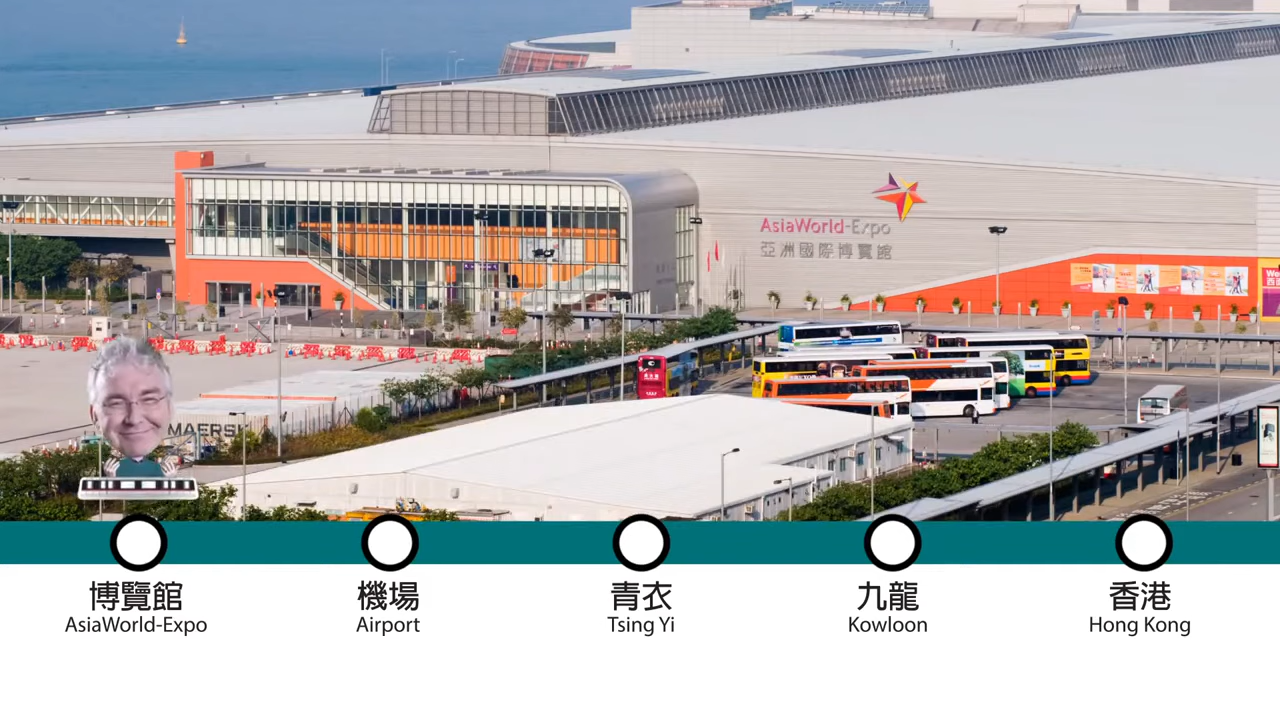 AsiaWorld-Expo
亞洲國際博覽館
MAERSK
博覽館
AsiaWorld-Expo
機場
Airport
青衣
Tsing Yi
九龍
Kowloon
香港
Hong Kong